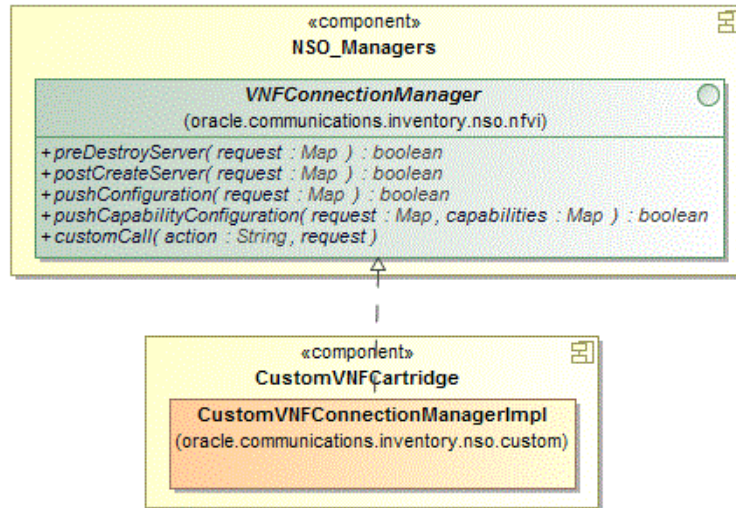 «component»
NSO_Managers
VNFConnectionManager
(oracle.communications.inventory.nso.nfvi)
+preDestroyServer( request : Map ) : boolean
+postCreateServer( request : Map ) : boolean
+pushConfiguration( request : Map ) : boolean
+pushCapabilityConfiguration( request : Map, capabilities : Map ) : boolean
+customCall( action : String, request )
«component»
CustomVNFCartridge
CustomVNFConnectionManagerImpl
(oracle.communications.inventory.nso.custom)